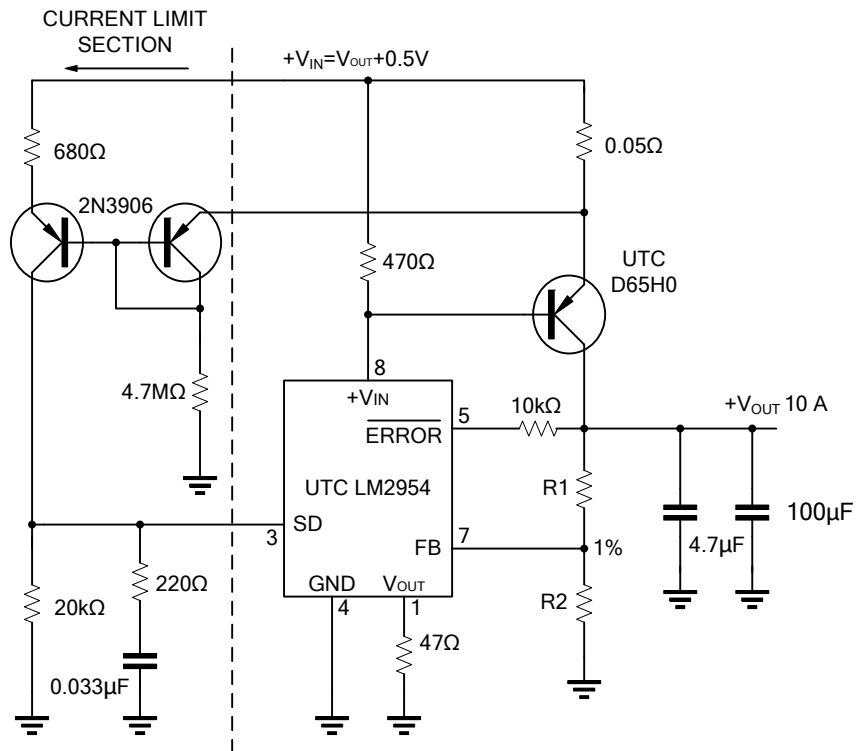 CURRENT LIMIT
SECTION
+VIN=VOUT+0.5V
680Ω
0.05Ω
2N3906
470Ω
UTC
D65H0
4.7MΩ
8
+VIN
5
ERROR
10kΩ
+VOUT 10 A
UTC LM2954
R1
3
SD
7
FB
1%
4.7µF
100µF
220Ω
20kΩ
GND
VOUT
4
1
R2
47Ω
0.033µF